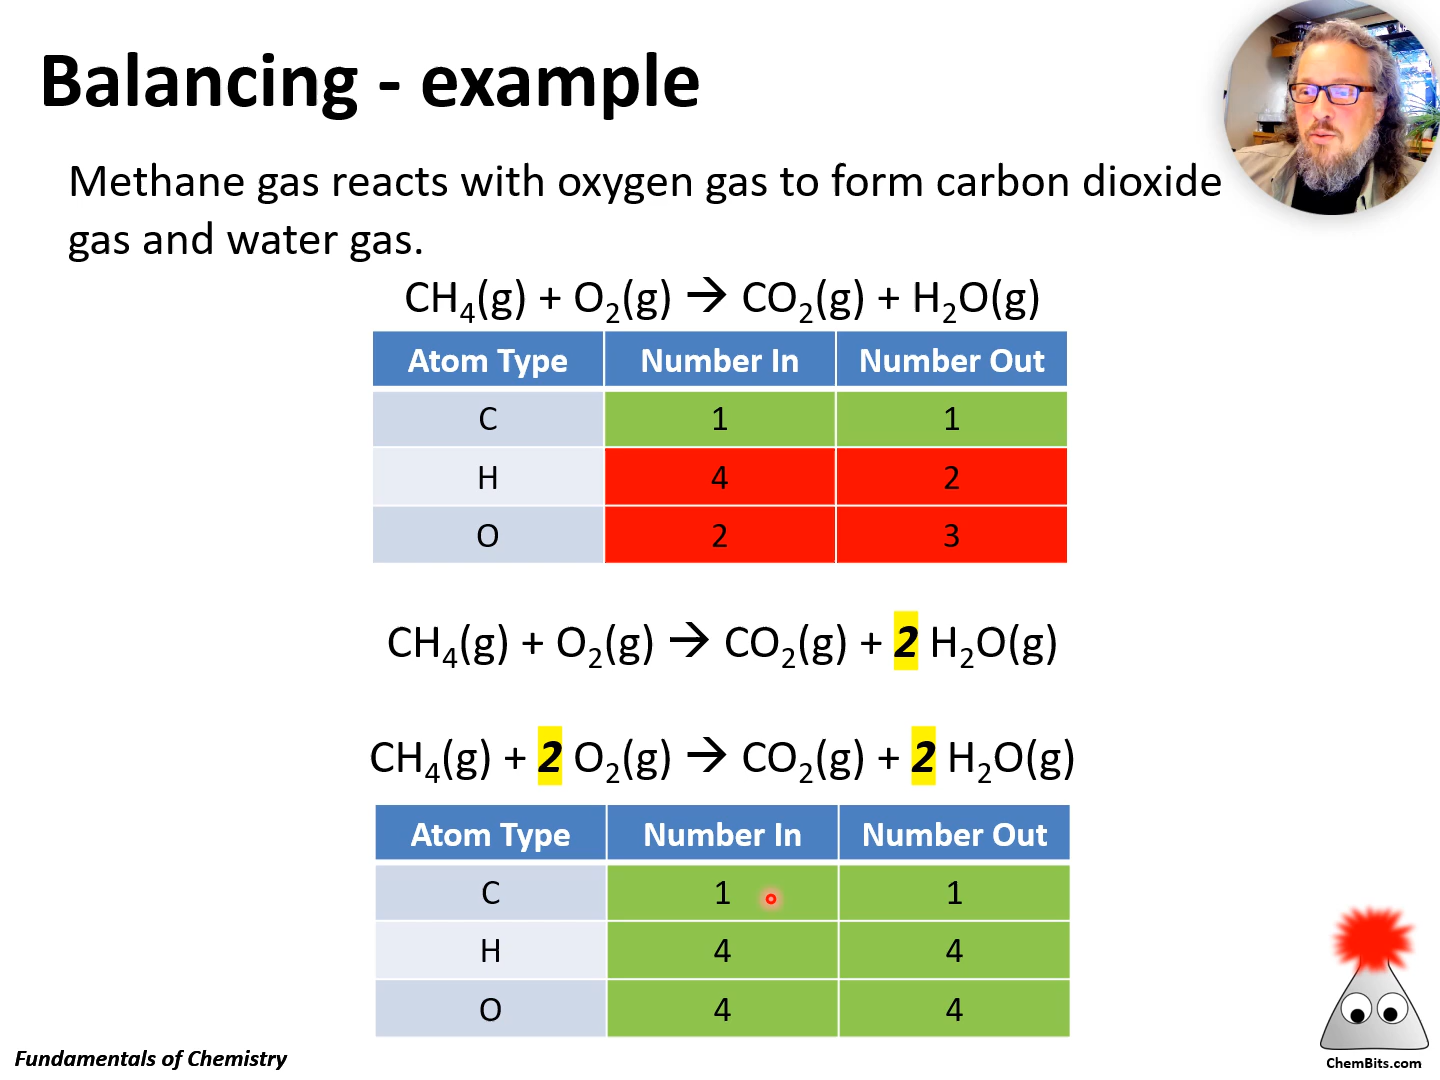 Balancing - example
Methane gas reacts with oxygen gas to form carbon dioxide
gas and water gas.
CH₄(g) + O₂(g) → CO₂(g) + H₂O(g)
Atom Type Number In Number Out
C 1 1
H 4 2
O 2 3
CH₄(g) + O₂(g) → CO₂(g) + 2 H₂O(g)
CH₄(g) + 2 O₂(g) → CO₂(g) + 2 H₂O(g)
Atom Type Number In Number Out
C 1 1
H 4 4
O 4 4
Fundamentals of Chemistry
ChemBits.com